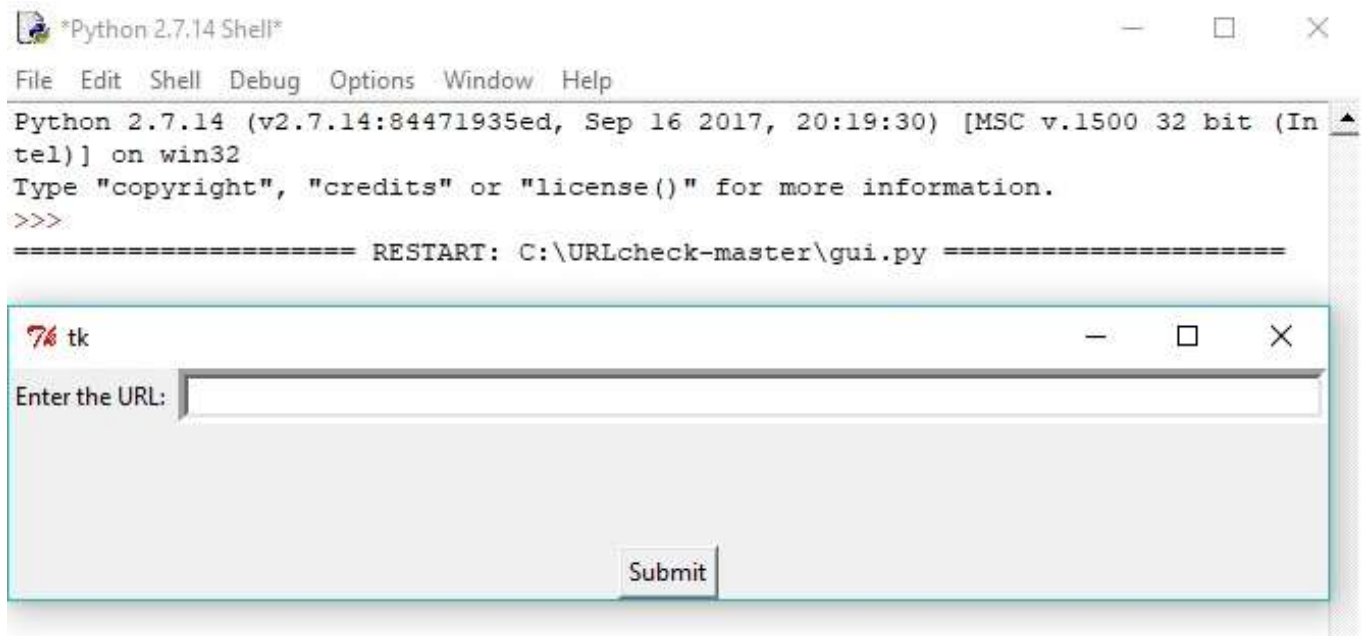 *Python 2.7.14 Shell*
File Edit Shell Debug Options Window Help
Python 2.7.14 (v2.7.14:84471935ed, Sep 16 2017, 20:19:30) [MSC v.1500 32 bit (In
tel)] on win32
Type "copyright", "credits" or "license()" for more information.
>>>
===================== RESTART: C:\URLcheck-master\gui.py =====================
tk
Enter the URL:
Submit